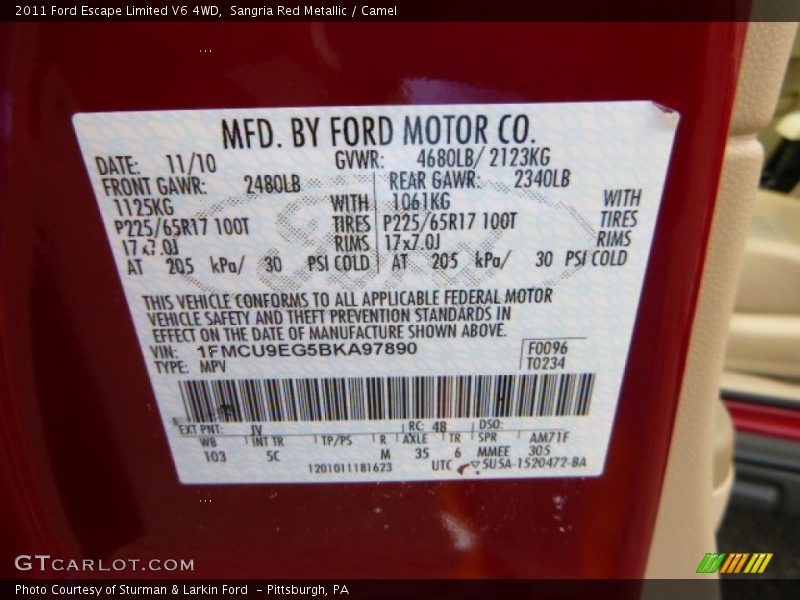 2011 Ford Escape Limited V6 4WD, Sangria Red Metallic / Camel
MFD. BY FORD MOTOR CO.
DATE: 11/10 GVWR: 4680LB/ 2123KG
FRONT GAWR: 2480LB REAR GAWR: 2340LB
1125KG WITH 1061KG WITH
P225/65R17 100T TIRES P225/65R17 100T TIRES
17x7.0J RIMS 17x7.0J RIMS
AT 205 kPa/ 30 PSI COLD AT 205 kPa/ 30 PSI COLD
THIS VEHICLE CONFORMS TO ALL APPLICABLE FEDERAL MOTOR
VEHICLE SAFETY AND THEFT PREVENTION STANDARDS IN
EFFECT ON THE DATE OF MANUFACTURE SHOWN ABOVE.
VIN: 1FMCU9EG5BKA97890 F0096
TYPE: MPV T0234
EXT PNT: JV RC: 48 DSO:
WB INT TR TP/PS R AXLE TR SPR AM71F
103 5C M 35 6 MMEE 305
1201011181623 UTC 5U5A-1520472-BA
GTCARLOT.COM
Photo Courtesy of Sturman & Larkin Ford - Pittsburgh, PA